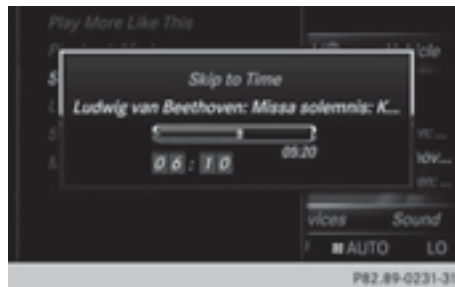 Play More Like This
Skip to Time
Ludwig van Beethoven: Missa solemnis: K...
05:20
06:10
vices Sound
AUTO LO
P82.89-0231-31